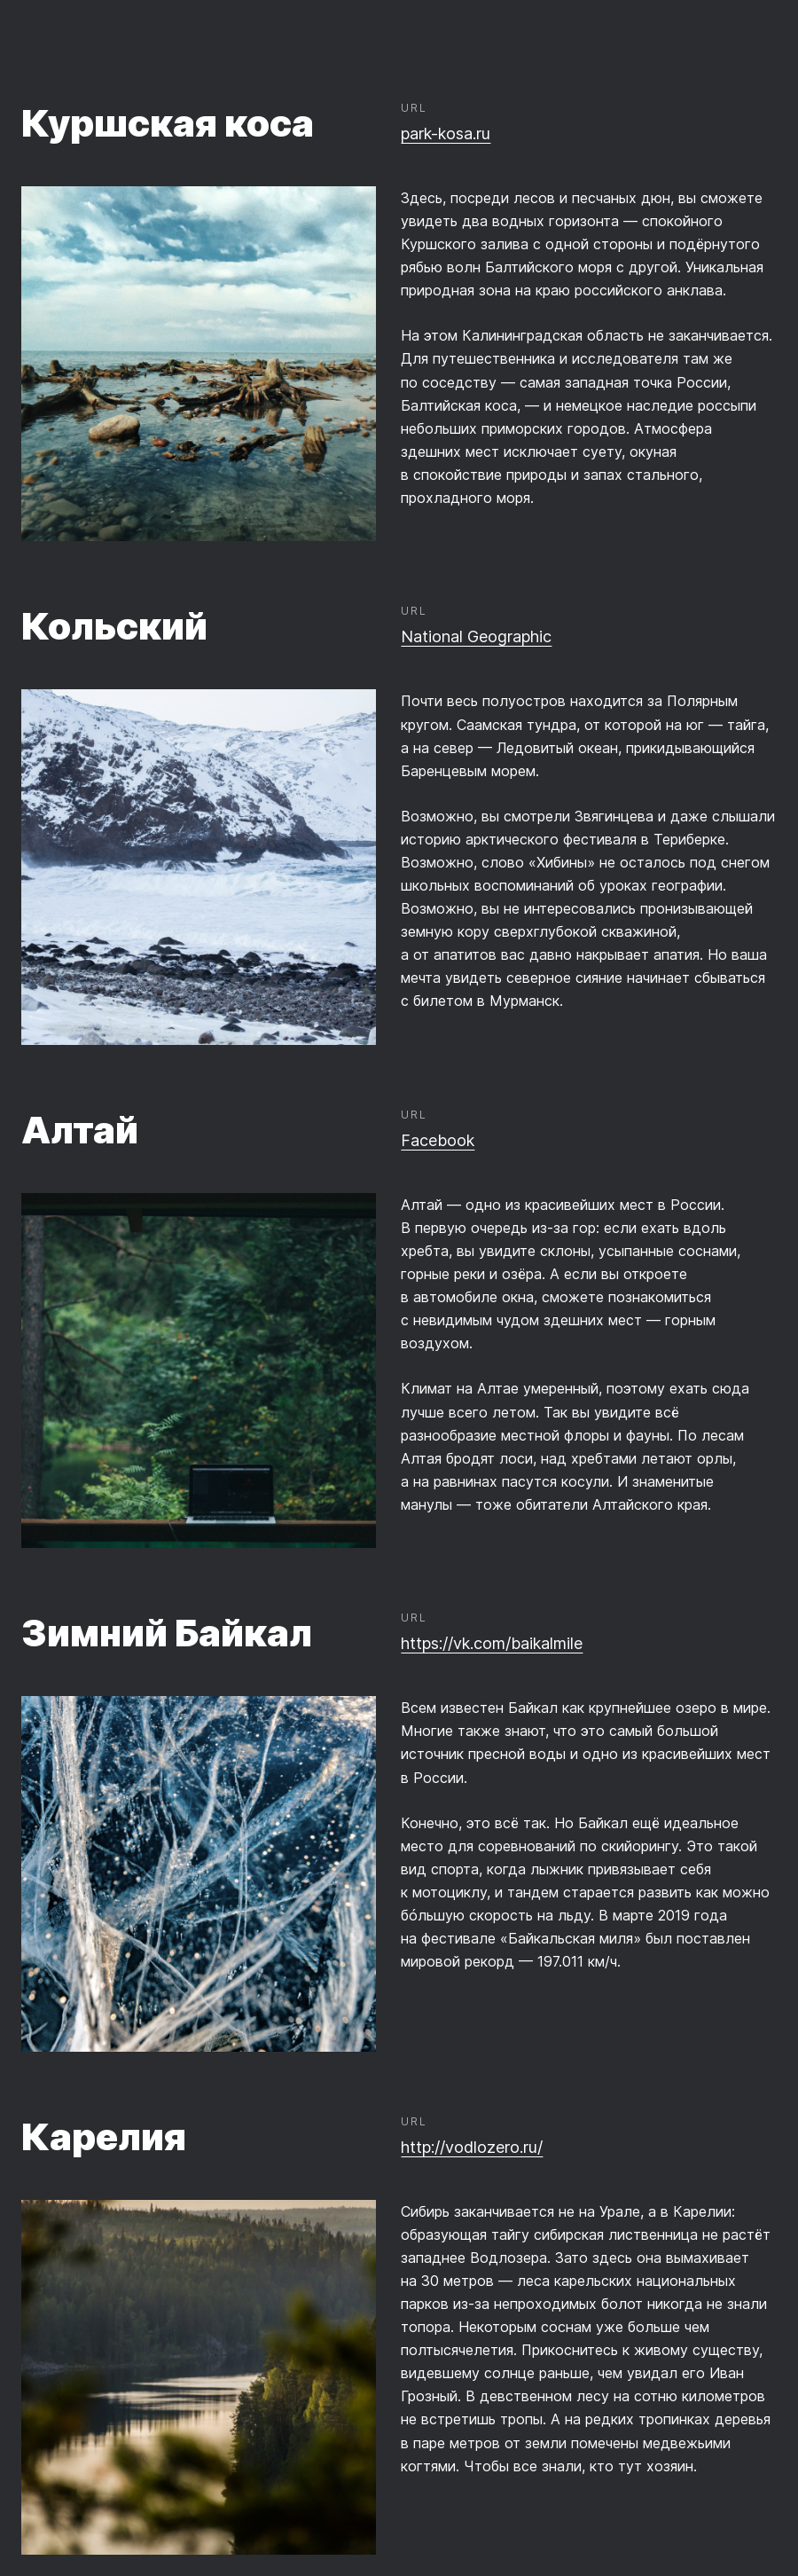 Куршская коса
URL
park-kosa.ru
Здесь, посреди лесов и песчаных дюн, вы сможете
увидеть два водных горизонта — спокойного
Куршского залива с одной стороны и подёрнутого
рябью волн Балтийского моря с другой. Уникальная
природная зона на краю российского анклава.
На этом Калининградская область не заканчивается.
Для путешественника и исследователя там же
по соседству — самая западная точка России,
Балтийская коса, — и немецкое наследие россыпи
небольших приморских городов. Атмосфера
здешних мест исключает суету, окуная
в спокойствие природы и запах стального,
прохладного моря.
Кольский
URL
National Geographic
Почти весь полуостров находится за Полярным
кругом. Саамская тундра, от которой на юг — тайга,
а на север — Ледовитый океан, прикидывающийся
Баренцевым морем.
Возможно, вы смотрели Звягинцева и даже слышали
историю арктического фестиваля в Териберке.
Возможно, слово «Хибины» не осталось под снегом
школьных воспоминаний об уроках географии.
Возможно, вы не интересовались пронизывающей
земную кору сверхглубокой скважиной,
а от апатитов вас давно накрывает апатия. Но ваша
мечта увидеть северное сияние начинает сбываться
с билетом в Мурманск.
Алтай
URL
Facebook
Алтай — одно из красивейших мест в России.
В первую очередь из-за гор: если ехать вдоль
хребта, вы увидите склоны, усыпанные соснами,
горные реки и озёра. А если вы откроете
в автомобиле окна, сможете познакомиться
с невидимым чудом здешних мест — горным
воздухом.
Климат на Алтае умеренный, поэтому ехать сюда
лучше всего летом. Так вы увидите всё
разнообразие местной флоры и фауны. По лесам
Алтая бродят лоси, над хребтами летают орлы,
а на равнинах пасутся косули. И знаменитые
манулы — тоже обитатели Алтайского края.
Зимний Байкал
URL
https://vk.com/baikalmile
Всем известен Байкал как крупнейшее озеро в мире.
Многие также знают, что это самый большой
источник пресной воды и одно из красивейших мест
в России.
Конечно, это всё так. Но Байкал ещё идеальное
место для соревнований по скийорингу. Это такой
вид спорта, когда лыжник привязывает себя
к мотоциклу, и тандем старается развить как можно
бо́льшую скорость на льду. В марте 2019 года
на фестивале «Байкальская миля» был поставлен
мировой рекорд — 197.011 км/ч.
Карелия
URL
http://vodlozero.ru/
Сибирь заканчивается не на Урале, а в Карелии:
образующая тайгу сибирская лиственница не растёт
западнее Водлозера. Зато здесь она вымахивает
на 30 метров — леса карельских национальных
парков из-за непроходимых болот никогда не знали
топора. Некоторым соснам уже больше чем
полтысячелетия. Прикоснитесь к живому существу,
видевшему солнце раньше, чем увидал его Иван
Грозный. В девственном лесу на сотню километров
не встретишь тропы. А на редких тропинках деревья
в паре метров от земли помечены медвежьими
когтями. Чтобы все знали, кто тут хозяин.